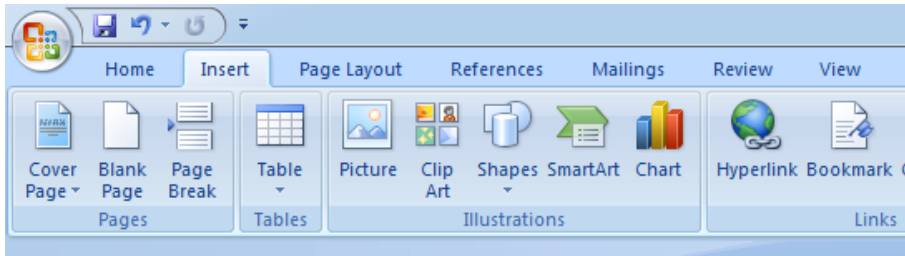 Home Insert Page Layout References Mailings Review View
Cover Page Blank Page Page Break Table Picture Clip Art Shapes SmartArt Chart Hyperlink Bookmark
Pages Tables Illustrations Links